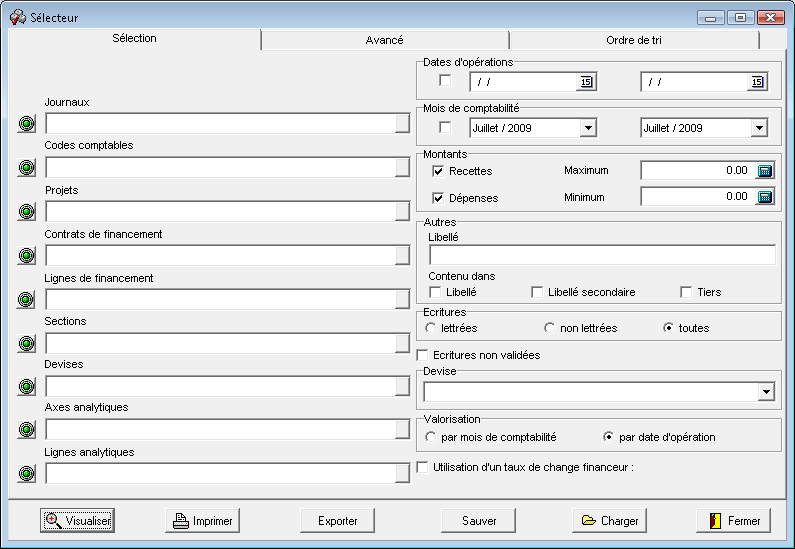 Sélecteur
Sélection
Avancé
Ordre de tri
Journaux
Codes comptables
Projets
Contrats de financement
Lignes de financement
Sections
Devises
Axes analytiques
Lignes analytiques
Dates d'opérations
/ / 15
/ / 15
Mois de comptabilité
Juillet / 2009
Juillet / 2009
Montants
Recettes
Maximum
0.00
Dépenses
Minimum
0.00
Autres
Libellé
Contenu dans
Libellé
Libellé secondaire
Tiers
Ecritures
lettrées
non lettrées
toutes
Ecritures non validées
Devise
Valorisation
par mois de comptabilité
par date d'opération
Utilisation d'un taux de change financeur :
Visualiser
Imprimer
Exporter
Sauver
Charger
Fermer